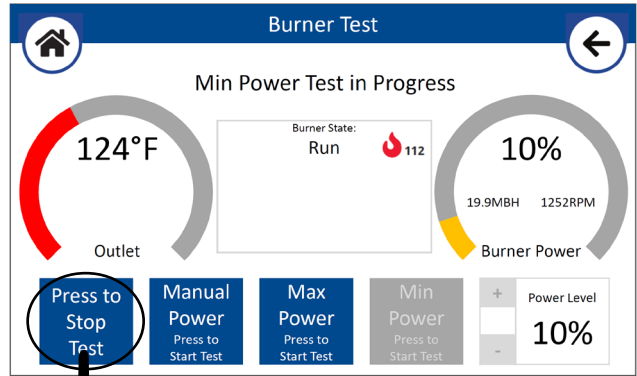 Burner Test
Min Power Test in Progress
124°F
Outlet
Burner State:
Run
112
10%
19.9MBH 1252RPM
Burner Power
Press to
Stop
Test
Manual
Power
Press to
Start Test
Max
Power
Press to
Start Test
Min
Power
Press to
Start Test
+
-
Power Level
10%